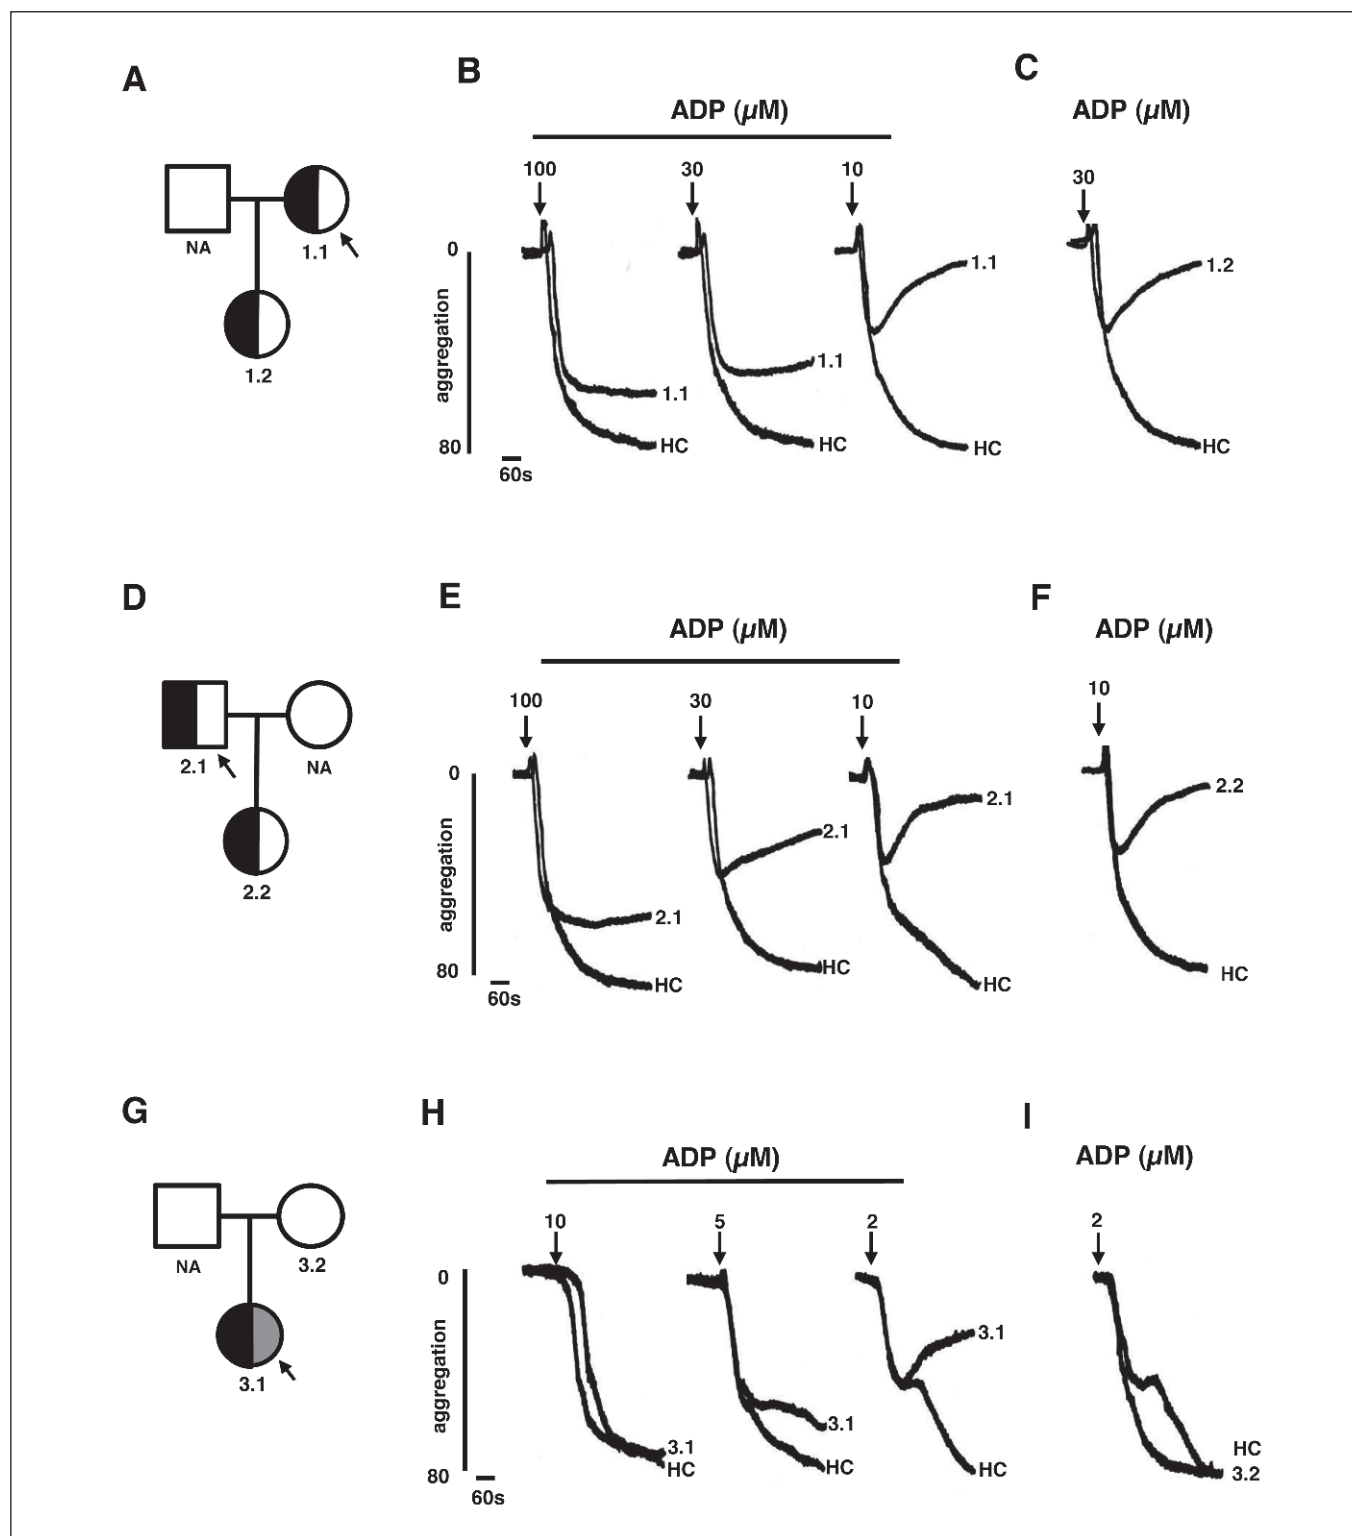 A
B
C
ADP (µM)
ADP (µM)
100
30
10
30
NA
1.1
1.2
0
aggregation
80
60s
1.1
HC
1.1
HC
1.1
HC
1.2
HC
D
E
F
ADP (µM)
ADP (µM)
100
30
10
10
2.1
NA
2.2
0
aggregation
80
60s
2.1
HC
2.1
HC
2.1
HC
2.2
HC
G
H
I
ADP (µM)
ADP (µM)
10
5
2
2
NA
3.2
3.1
0
aggregation
80
60s
3.1
HC
3.1
HC
3.1
HC
HC
3.2